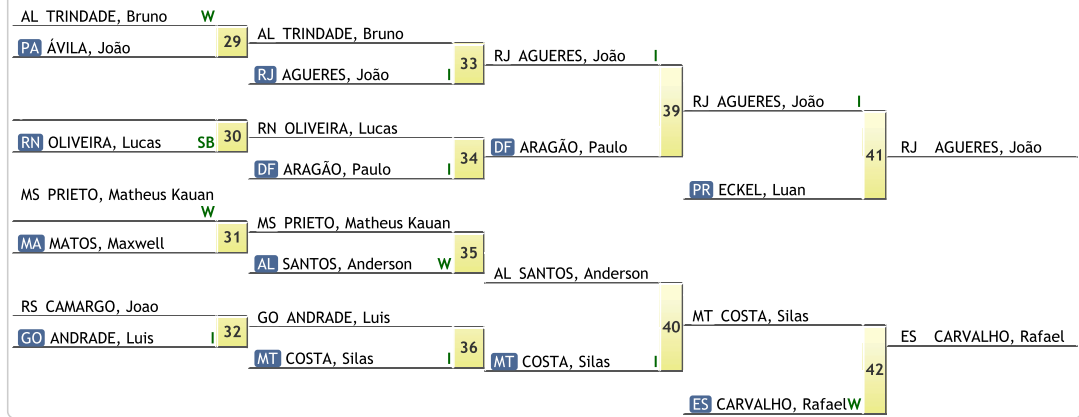 AL TRINDADE, Bruno W
PA ÁVILA, João
29
AL TRINDADE, Bruno
RJ AGUERES, João I
33
RJ AGUERES, João I
RN OLIVEIRA, Lucas SB
30
RN OLIVEIRA, Lucas
DF ARAGÃO, Paulo I
34
DF ARAGÃO, Paulo
39
RJ AGUERES, João I
PR ECKEL, Luan
41
RJ AGUERES, João
MS PRIETO, Matheus Kauan
W
MA MATOS, Maxwell
31
MS PRIETO, Matheus Kauan
AL SANTOS, Anderson W
35
AL SANTOS, Anderson
RS CAMARGO, Joao
GO ANDRADE, Luis I
32
GO ANDRADE, Luis
MT COSTA, Silas I
36
MT COSTA, Silas I
40
MT COSTA, Silas
ES CARVALHO, Rafael W
42
ES CARVALHO, Rafael